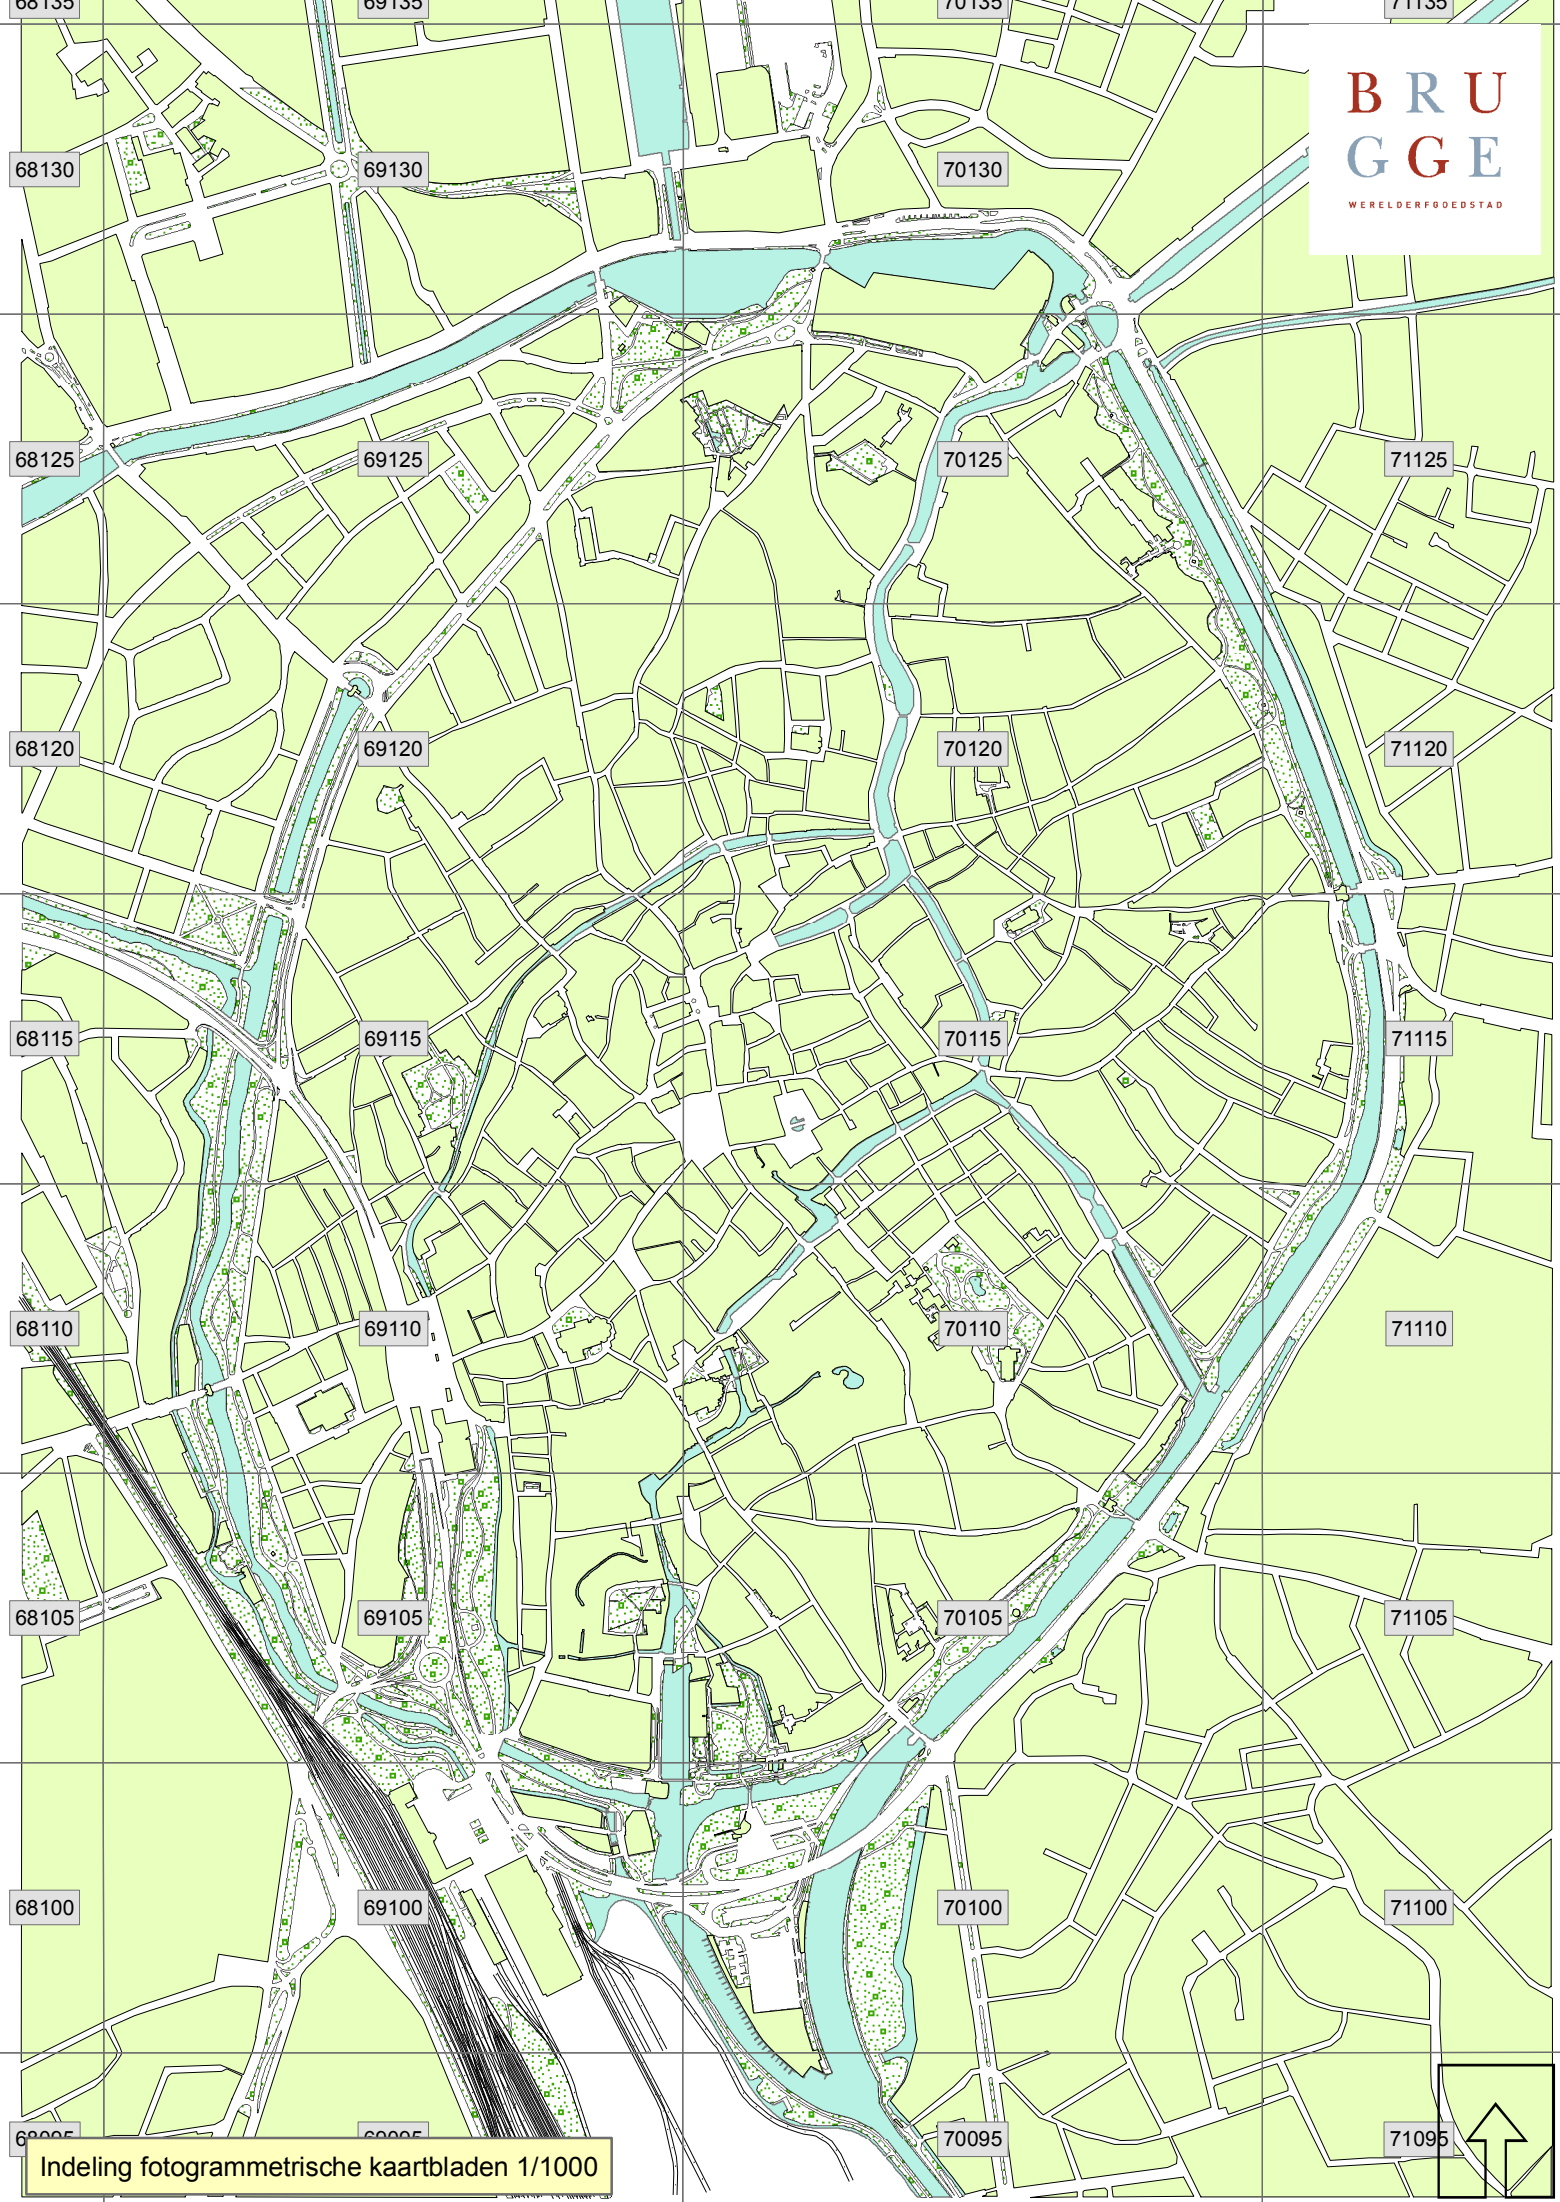 68135 69135 70135 71135
B R U
G G E
WERELDERFGOEDSTAD
68130 69130 70130
68125 69125 70125 71125
68120 69120 70120 71120
68115 69115 70115 71115
68110 69110 70110 71110
68105 69105 70105 71105
68100 69100 70100 71100
68095 69095 70095 71095
Indeling fotogrammetrische kaartbladen 1/1000